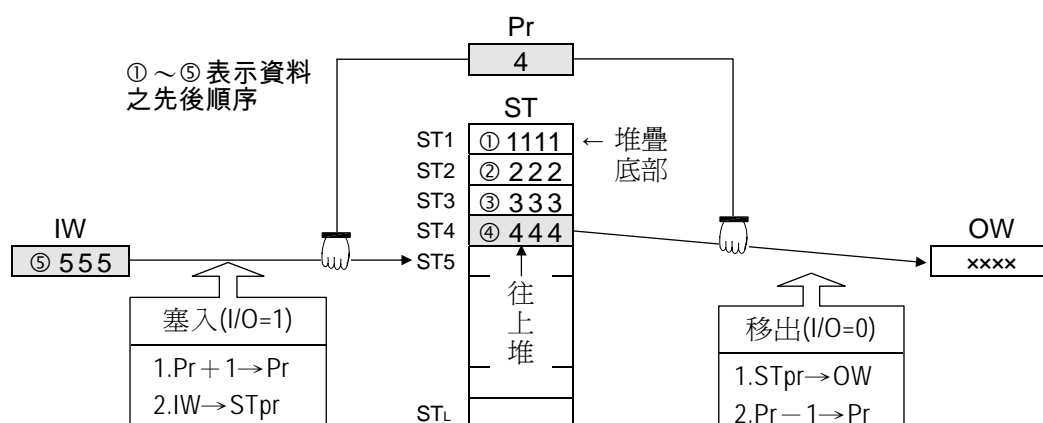 Pr
4
①～⑤表示資料
之先後順序
ST
ST1 ① 1111 ← 堆疊
底部
ST2 ② 222
ST3 ③ 333
ST4 ④ 444
IW
⑤ 555
ST5
OW
××××
往
上
堆
塞入(I/O=1)
1.Pr＋1→Pr
2.IW→STpr
移出(I/O=0)
1.STpr→OW
2.Pr－1→Pr
STL